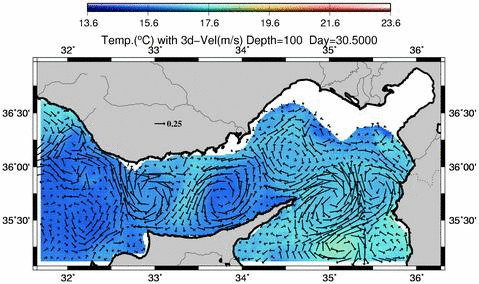 13.6 15.6 17.6 19.6 21.6 23.6
Temp.(°C) with 3d-Vel(m/s) Depth=100 Day=30.5000
32° 33° 34° 35° 36°
36°30' 36°30'
0.25
36°00' 36°00'
35°30' 35°30'
32° 33° 34° 35° 36°